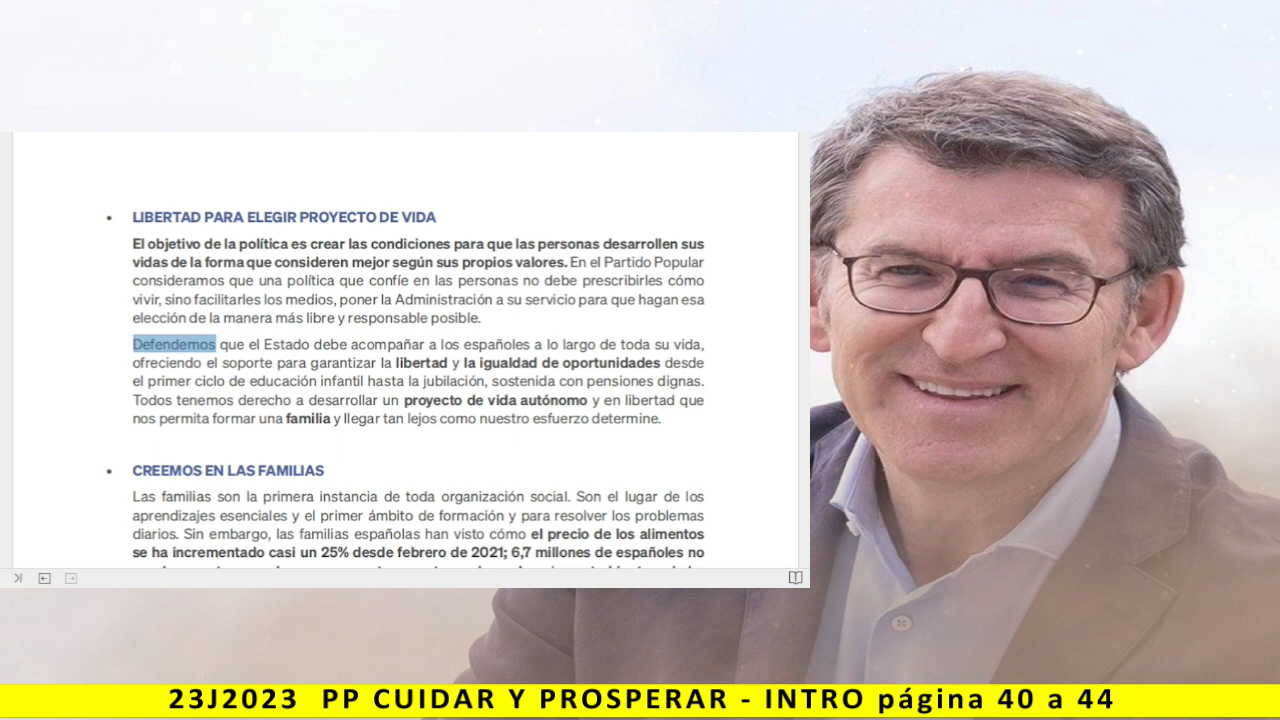 • LIBERTAD PARA ELEGIR PROYECTO DE VIDA
El objetivo de la política es crear las condiciones para que las personas desarrollen sus
vidas de la forma que consideren mejor según sus propios valores. En el Partido Popular
consideramos que una política que confíe en las personas no debe prescribirles cómo
vivir, sino facilitarles los medios, poner la Administración a su servicio para que hagan esa
elección de la manera más libre y responsable posible.
Defendemos que el Estado debe acompañar a los españoles a lo largo de toda su vida,
ofreciendo el soporte para garantizar la libertad y la igualdad de oportunidades desde
el primer ciclo de educación infantil hasta la jubilación, sostenida con pensiones dignas.
Todos tenemos derecho a desarrollar un proyecto de vida autónomo y en libertad que
nos permita formar una familia y llegar tan lejos como nuestro esfuerzo determine.
• CREEMOS EN LAS FAMILIAS
Las familias son la primera instancia de toda organización social. Son el lugar de los
aprendizajes esenciales y el primer ámbito de formación y para resolver los problemas
diarios. Sin embargo, las familias españolas han visto cómo el precio de los alimentos
se ha incrementado casi un 25% desde febrero de 2021; 6,7 millones de españoles no
23J2023 PP CUIDAR Y PROSPERAR - INTRO página 40 a 44